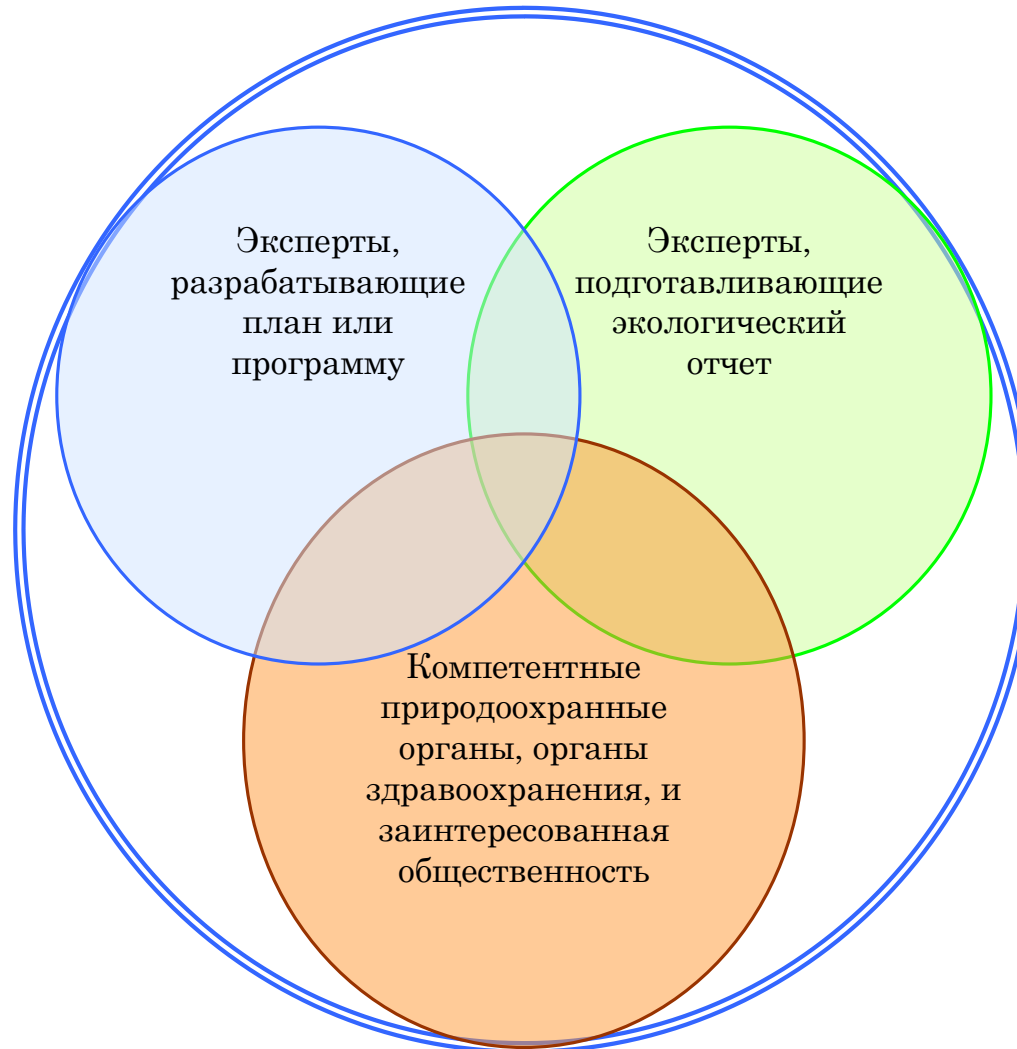 Эксперты,
разрабатывающие
план или
программу
Эксперты,
подготавливающие
экологический
отчет
Компетентные
природоохранные
органы, органы
здравоохранения, и
заинтересованная
общественность